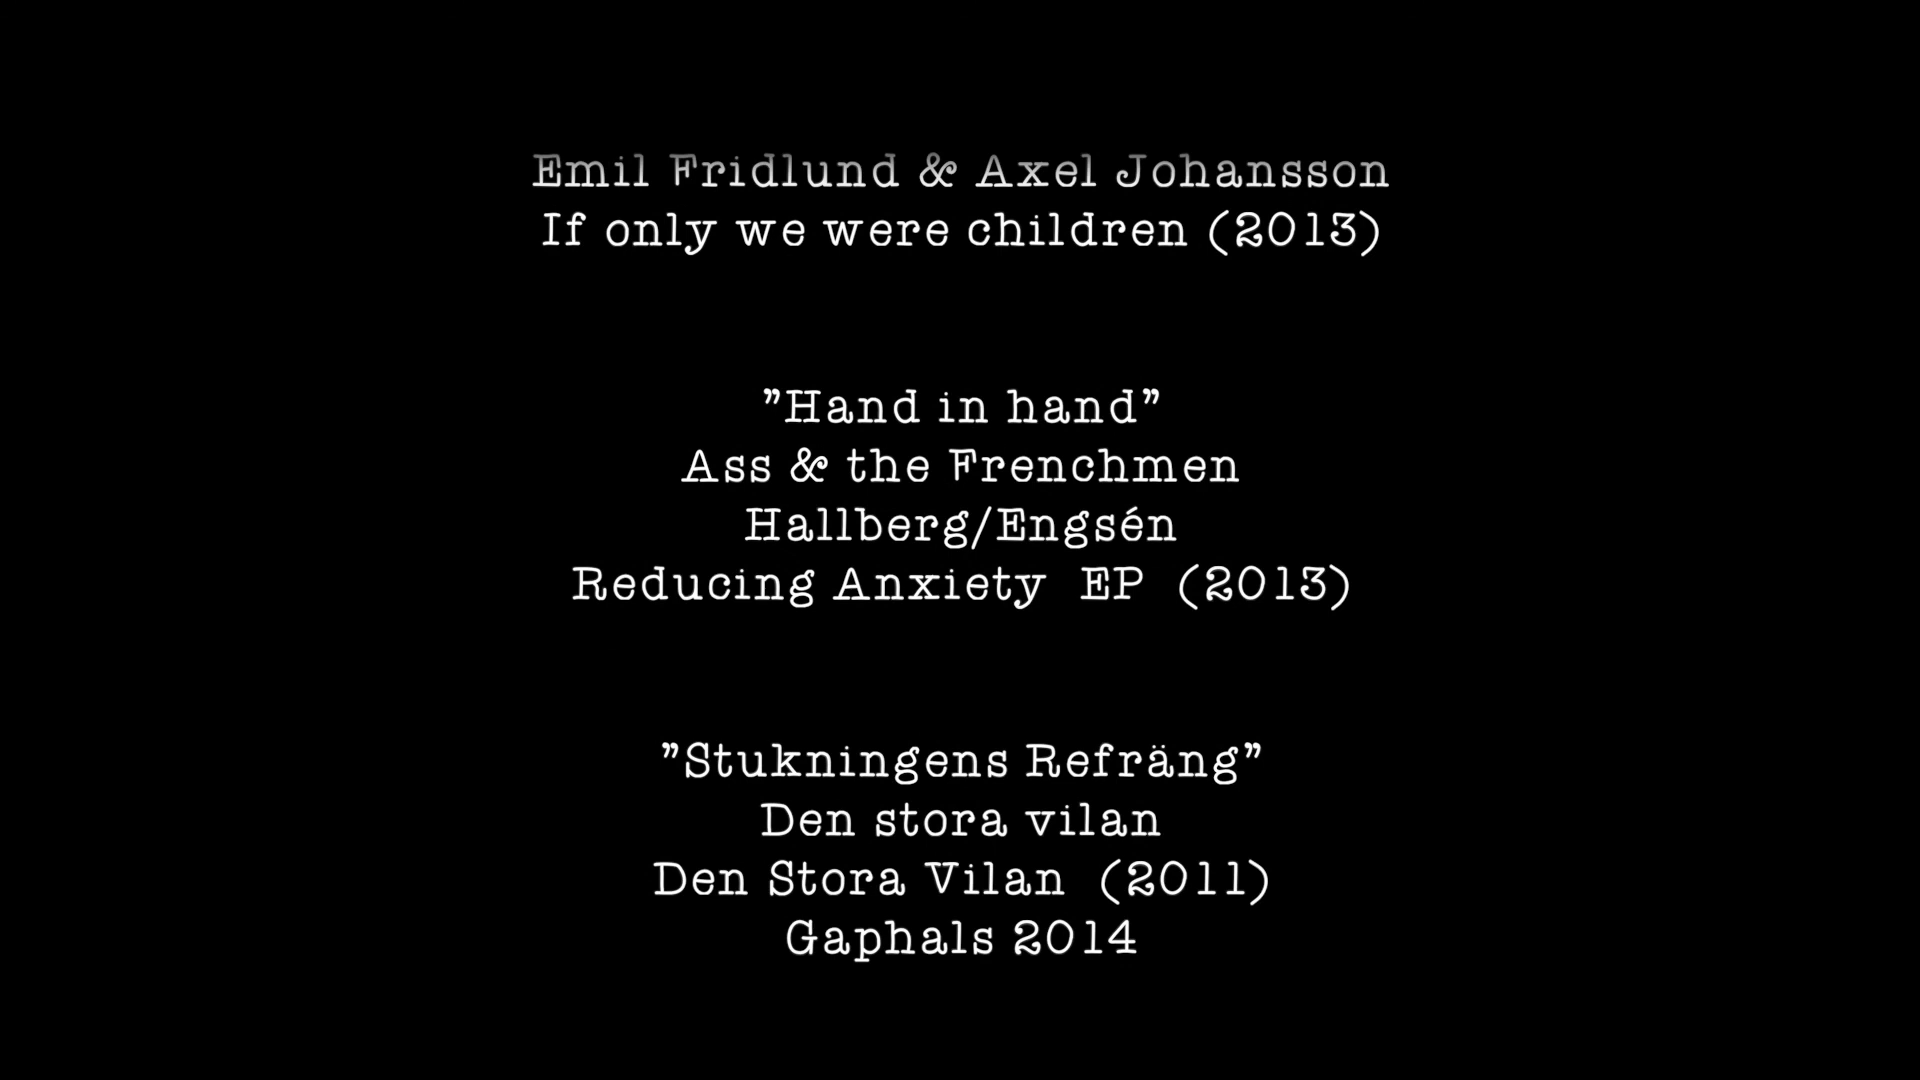 Emil Fridlund & Axel Johansson
If only we were children (2013)
”Hand in hand”
Ass & the Frenchmen
Hallberg/Engsén
Reducing Anxiety EP (2013)
”Stukningens Refräng”
Den stora vilan
Den Stora Vilan (2011)
Gaphals 2014